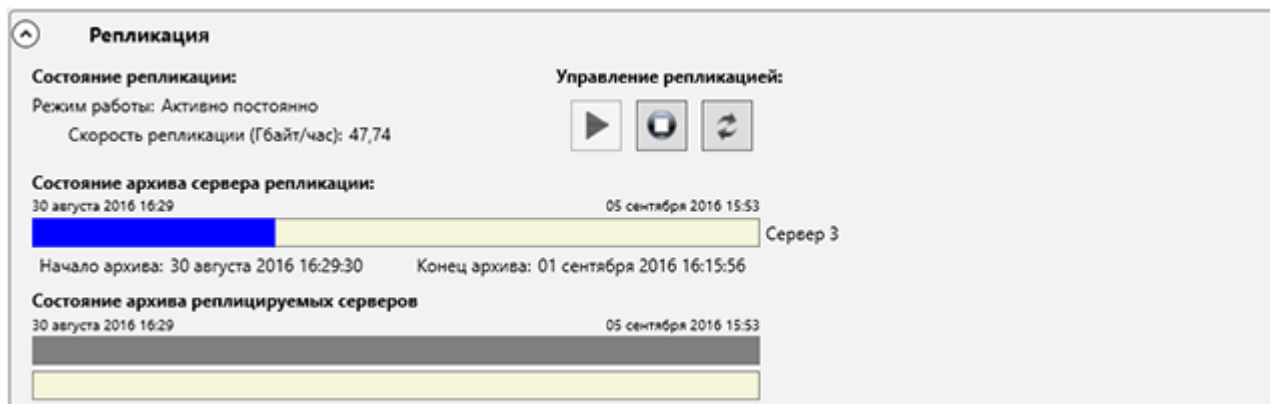 Репликация
Состояние репликации:
Управление репликацией:
Режим работы: Активно постоянно
Скорость репликации (Гбайт/час): 47,74
Состояние архива сервера репликации:
30 августа 2016 16:29
05 сентября 2016 15:53
Сервер 3
Начало архива: 30 августа 2016 16:29:30
Конец архива: 01 сентября 2016 16:15:56
Состояние архива реплицируемых серверов
30 августа 2016 16:29
05 сентября 2016 15:53